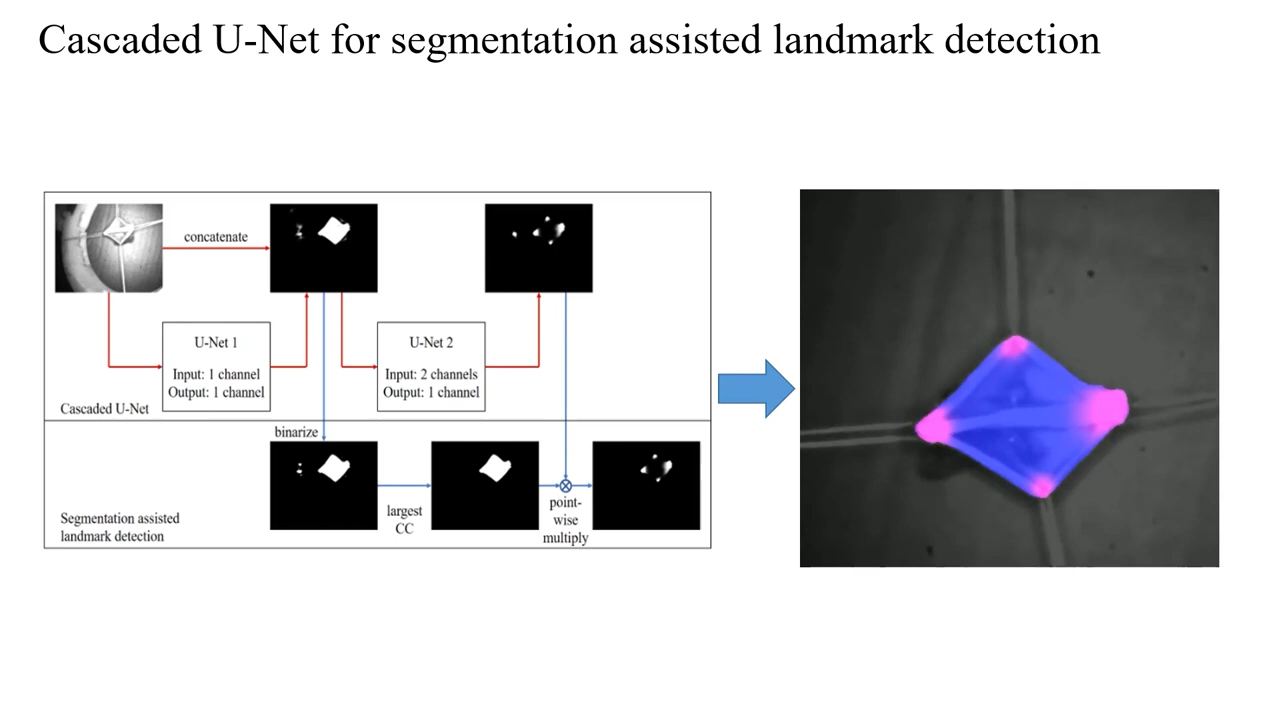 Cascaded U-Net for segmentation assisted landmark detection
concatenate
U-Net 1
Input: 1 channel
Output: 1 channel
U-Net 2
Input: 2 channels
Output: 1 channel
Cascaded U-Net
binarize
largest
CC
point-
wise
multiply
Segmentation assisted
landmark detection